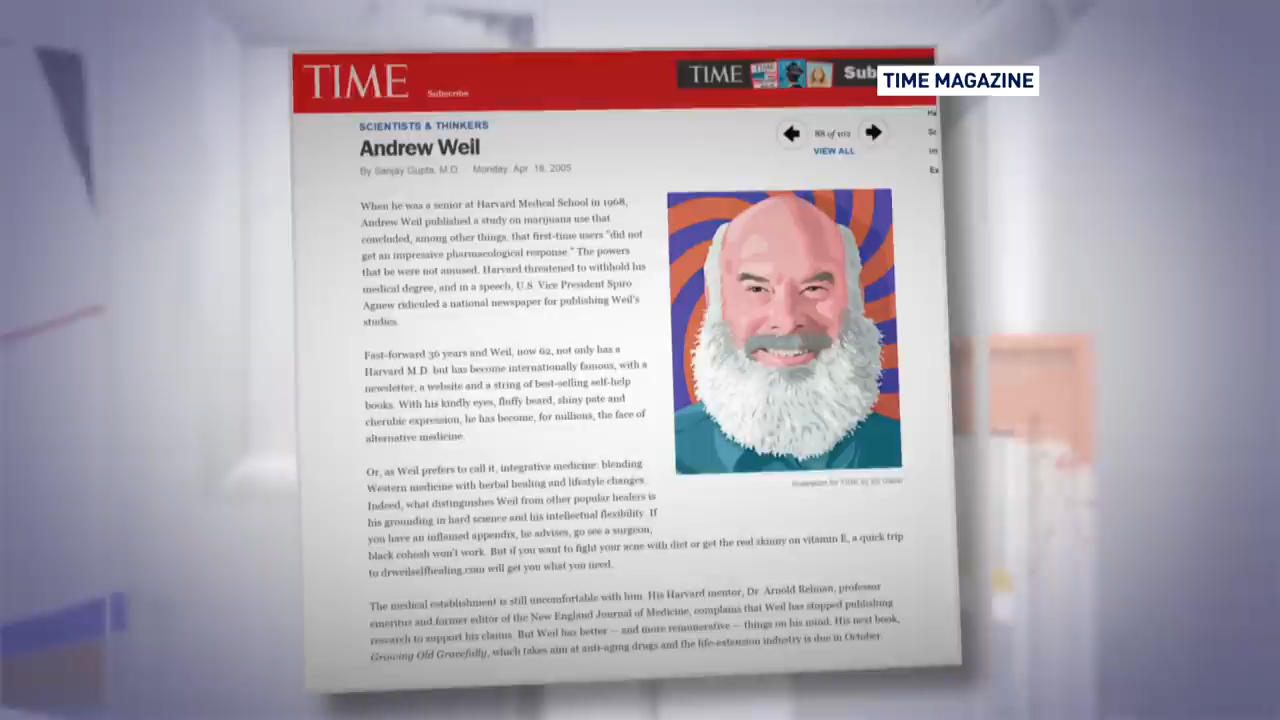 TIME
Subscribe
TIME
Sub
TIME MAGAZINE
SCIENTISTS & THINKERS
Andrew Weil
By Sanjay Gupta, M.D. Monday, Apr. 18, 2005
88 of 102
VIEW ALL
Ha
Sc
Ex
When he was a senior at Harvard Medical School in 1968,
Andrew Weil published a study on marijuana use that
concluded, among other things, that first-time users "did not
get an impressive pharmacological response." The powers
that be were not amused. Harvard threatened to withhold his
medical degree, and in a speech, U.S. Vice President Spiro
Agnew ridiculed a national newspaper for publishing Weil's
studies.
Fast-forward 36 years and Weil, now 62, not only has a
Harvard M.D. but has become internationally famous, with a
newsletter, a website and a string of best-selling self-help
books. With his kindly eyes, fluffy beard, shiny pate and
cherubic expression, he has become, for millions, the face of
alternative medicine.
Or, as Weil prefers to call it, integrative medicine: blending
Western medicine with herbal healing and lifestyle changes.
Indeed, what distinguishes Weil from other popular healers is
his grounding in hard science and his intellectual flexibility. If
you have an inflamed appendix, he advises, go see a surgeon,
black cohosh won't work. But if you want to fight your acne with diet or get the real skinny on vitamin E, a quick trip
to drweilselfhealing.com will get you what you need.
The medical establishment is still uncomfortable with him. His Harvard mentor, Dr. Arnold Relman, professor
emeritus and former editor of the New England Journal of Medicine, complains that Weil has stopped publishing
research to support his claims. But Weil has better — and more remunerative — things on his mind. His next book,
Growing Old Gracefully, which takes aim at anti-aging drugs and the life-extension industry is due in October.